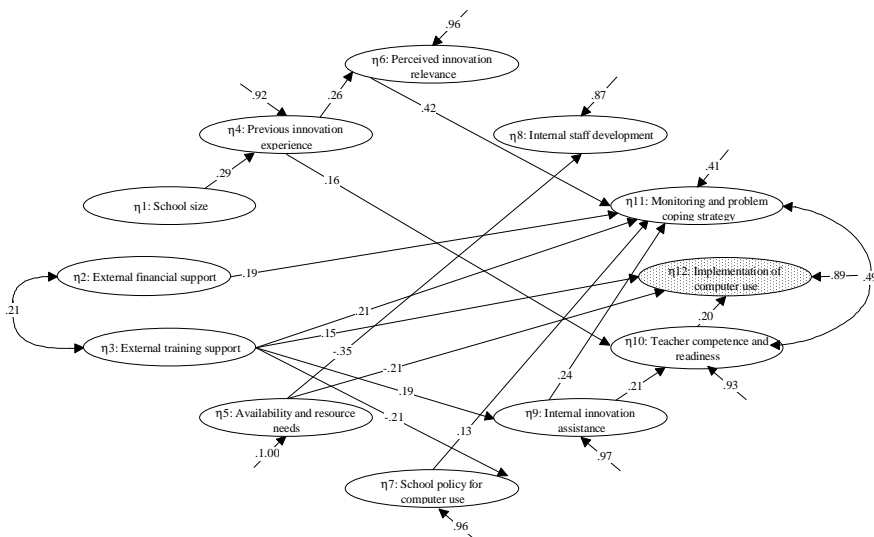 .96
η6: Perceived innovation
relevance
.92
.26
.87
.42
η4: Previous innovation
experience
η8: Internal staff development
.41
.29
.16
η1: School size
η11: Monitoring and problem
coping strategy
η2: External financial support
.19
η12: Implementation of
computer use
.89
.49
.21
.21
.15
.20
η3: External training support
-.35
-.21
η10: Teacher competence and
readiness
.24
.21
.93
.19
-.21
η5: Availability and resource
needs
η9: Internal innovation
assistance
.13
.1.00
.97
η7: School policy for
computer use
.96